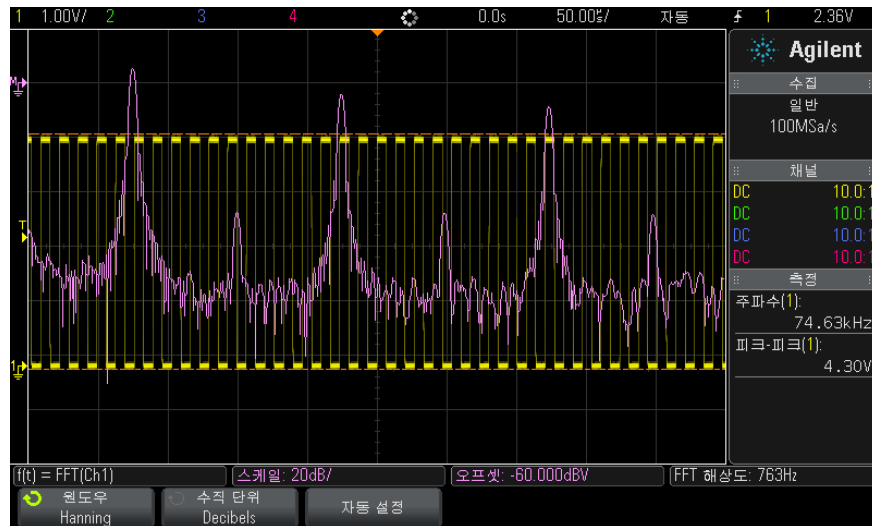 1 1.00V/ 2 3 4 0.0s 50.00㎲/ 자동 1 2.36V
Agilent
수집
일반
100MSa/s
채널
DC 10.0:1
DC 10.0:1
DC 10.0:1
DC 10.0:1
측정
주파수(1):
74.63kHz
피크-피크(1):
4.30V
M
T
1
f(t) = FFT(Ch1) 스케일: 20dB/ 오프셋: -60.000dBV FFT 해상도: 763Hz
윈도우
Hanning
수직 단위
Decibels
자동 설정